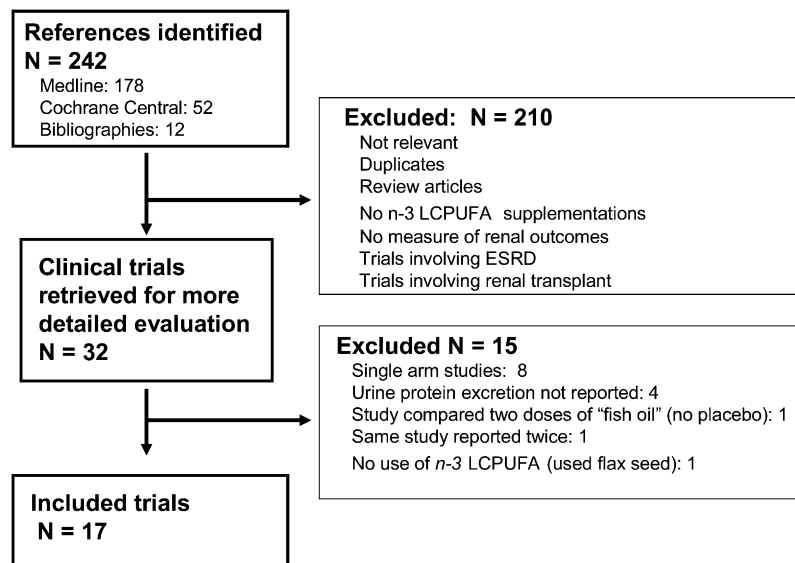 References identified
N = 242
Medline: 178
Cochrane Central: 52
Bibliographies: 12
Excluded: N = 210
Not relevant
Duplicates
Review articles
No n-3 LCPUFA supplementations
No measure of renal outcomes
Trials involving ESRD
Trials involving renal transplant
Clinical trials
retrieved for more
detailed evaluation
N = 32
Excluded N = 15
Single arm studies: 8
Urine protein excretion not reported: 4
Study compared two doses of “fish oil” (no placebo): 1
Same study reported twice: 1
No use of n-3 LCPUFA (used flax seed): 1
Included trials
N = 17